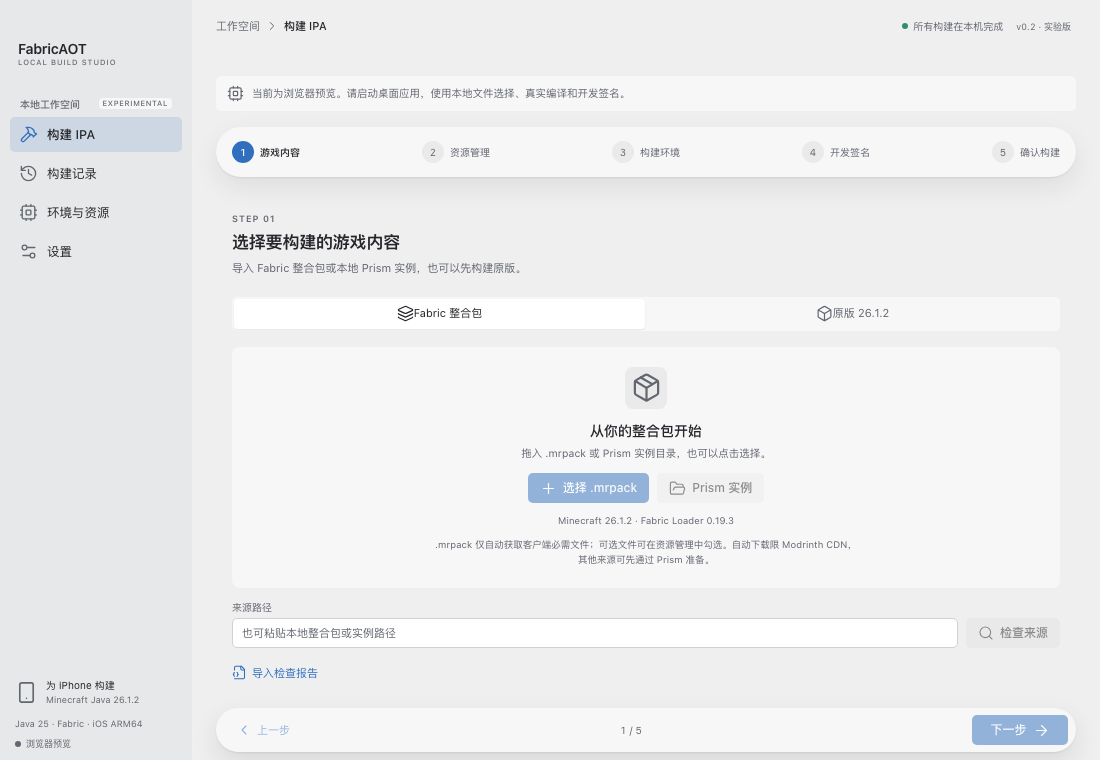 FabricAOT
LOCAL BUILD STUDIO
本地工作空间 EXPERIMENTAL
构建 IPA
构建记录
环境与资源
设置
为 iPhone 构建
Minecraft Java 26.1.2
Java 25 · Fabric · iOS ARM64
浏览器预览
工作空间 > 构建 IPA
所有构建在本机完成 v0.2 · 实验版
当前为浏览器预览。请启动桌面应用，使用本地文件选择、真实编译和开发签名。
1 游戏内容 2 资源管理 3 构建环境 4 开发签名 5 确认构建
STEP 01
选择要构建的游戏内容
导入 Fabric 整合包或本地 Prism 实例，也可以先构建原版。
Fabric 整合包 原版 26.1.2
从你的整合包开始
拖入 .mrpack 或 Prism 实例目录，也可以点击选择。
选择 .mrpack Prism 实例
Minecraft 26.1.2 · Fabric Loader 0.19.3
.mrpack 仅自动获取客户端必需文件；可选文件可在资源管理中勾选。自动下载限 Modrinth CDN，
其他来源可先通过 Prism 准备。
来源路径
也可粘贴本地整合包或实例路径 检查来源
导入检查报告
上一步 1 / 5 下一步